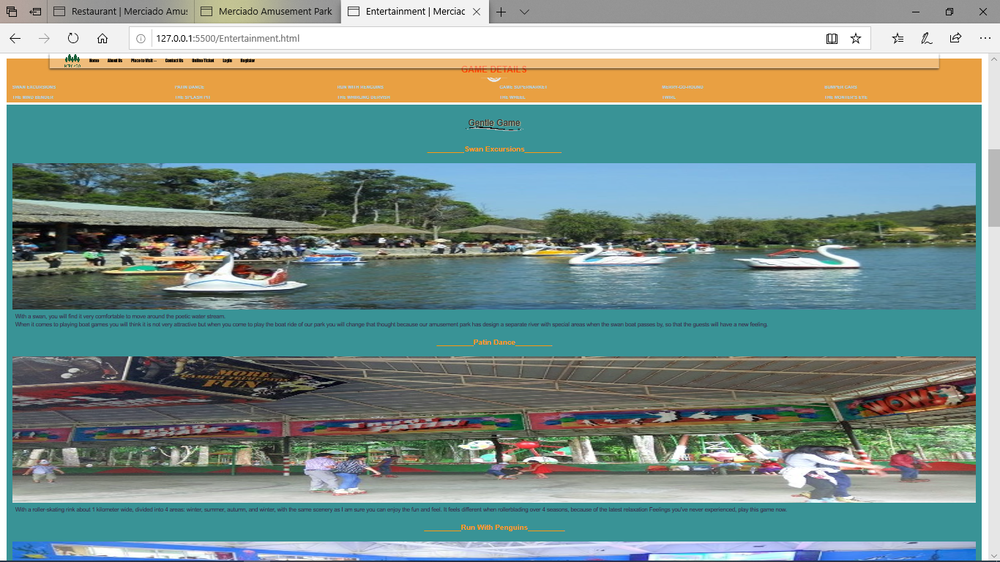 Restaurant | Merciado Amus
Merciado Amusement Park
Entertainment | Merciac
127.0.0.1:5500/Entertainment.html
MERCADO
Home About Us Place to Visit Contact Us Online Ticket Login Register
GAME DETAILS
SWAN EXCURSIONS PATIN DANCE RUN WITH PENGUINS GAME SUPERMARKET MERRY-GO-ROUND BUMPER CARS
THE MIND BENDER THE SPLASH PIT THE WHIRLING DERVISH THE WHEEL TWIRL
Gentle Game
_________Swan Excursions_________
With a swan, you will find it very comfortable to move around the poetic water stream.
When it comes to playing boat games you will think it is not very attractive but when you come to play the boat ride of our park you will change that thought because our amusement park has design a separate river with special areas when the swan boat passes by, so that the guests will have a new feeling.
_________Patin Dance_________
MORE
FUN
ROLLER
SKATE
PATIN
WOW!
With a roller-skating rink about 1 kilometer wide, divided into 4 areas: winter, summer, autumn, and winter, with the same scenery as I am sure you can enjoy the fun and feel. It feels different when rollerblading over 4 seasons, because of the latest relaxation Feelings you've never experienced, play this game now.
_________Run With Penguins_________